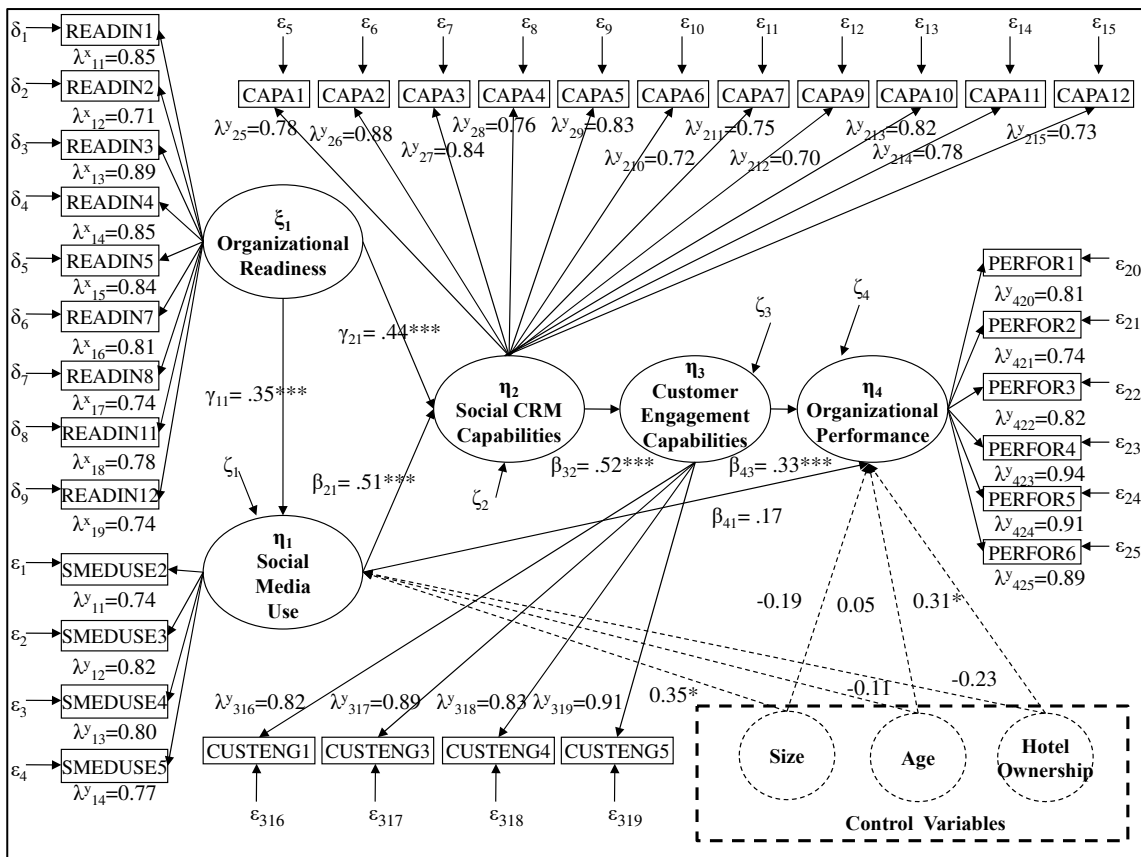 δ1
READIN1
λx11=0.85
δ2
READIN2
λx12=0.71
δ3
READIN3
λx13=0.89
δ4
READIN4
λx14=0.85
δ5
READIN5
λx15=0.84
δ6
READIN7
λx16=0.81
δ7
READIN8
λx17=0.74
δ8
READIN11
λx18=0.78
δ9
READIN12
λx19=0.74
ε1
SMEDUSE2
λy11=0.74
ε2
SMEDUSE3
λy12=0.82
ε3
SMEDUSE4
λy13=0.80
ε4
SMEDUSE5
λy14=0.77
ε5 ε6 ε7 ε8 ε9 ε10 ε11 ε12 ε13 ε14 ε15
CAPA1 CAPA2 CAPA3 CAPA4 CAPA5 CAPA6 CAPA7 CAPA9 CAPA10 CAPA11 CAPA12
λy25=0.78
λy26=0.88
λy27=0.84
λy28=0.76
λy29=0.83
λy210=0.72
λy211=0.75
λy212=0.70
λy213=0.82
λy214=0.78
λy215=0.73
ξ1
Organizational
Readiness
γ21= .44***
γ11= .35***
ζ1
β21= .51***
η1
Social
Media
Use
η2
Social CRM
Capabilities
ζ2
β32= .52***
ζ3
η3
Customer
Engagement
Capabilities
β43= .33***
β41= .17
ζ4
η4
Organizational
Performance
PERFOR1
ε20
λy420=0.81
PERFOR2
ε21
λy421=0.74
PERFOR3
ε22
λy422=0.82
PERFOR4
ε23
λy423=0.94
PERFOR5
ε24
λy424=0.91
PERFOR6
ε25
λy425=0.89
-0.19
0.05
0.31*
0.35*
-0.11
-0.23
λy316=0.82
λy317=0.89
λy318=0.83
λy319=0.91
CUSTENG1 CUSTENG3 CUSTENG4 CUSTENG5
ε316 ε317 ε318 ε319
Size
Age
Hotel
Ownership
Control Variables